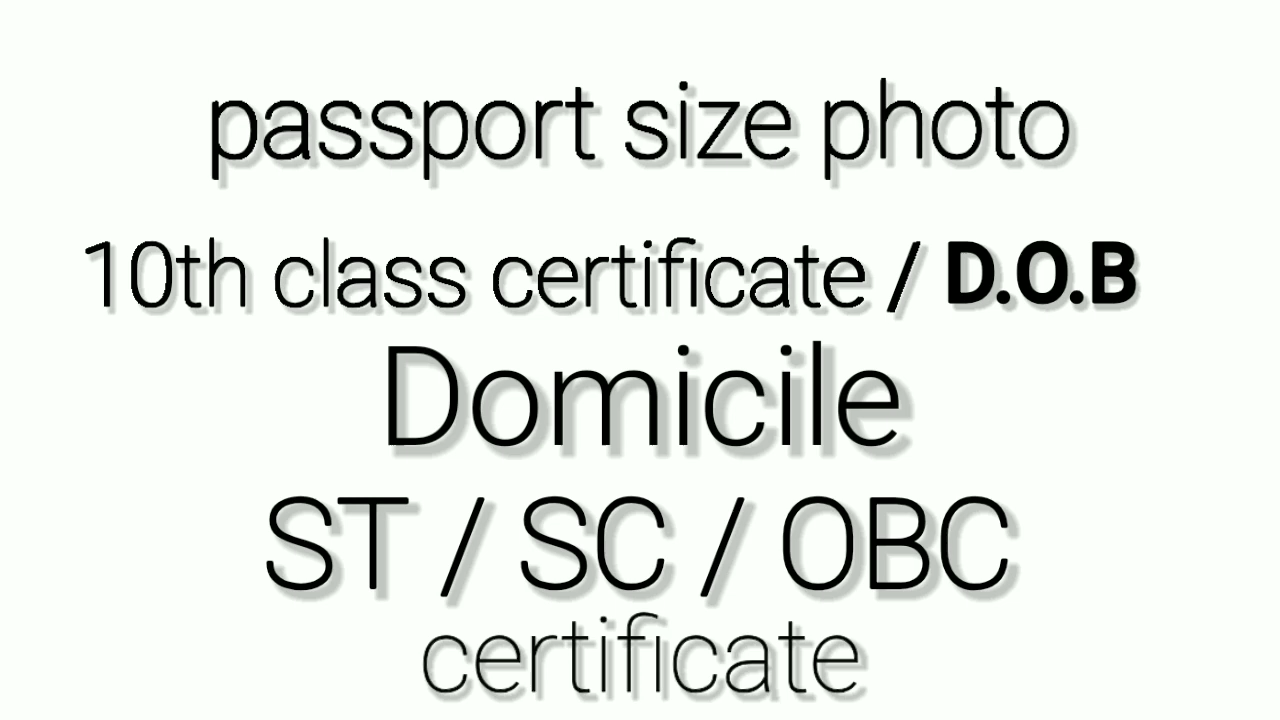 passport size photo
10th class certificate / D.O.B
Domicile
ST / SC / OBC
certificate